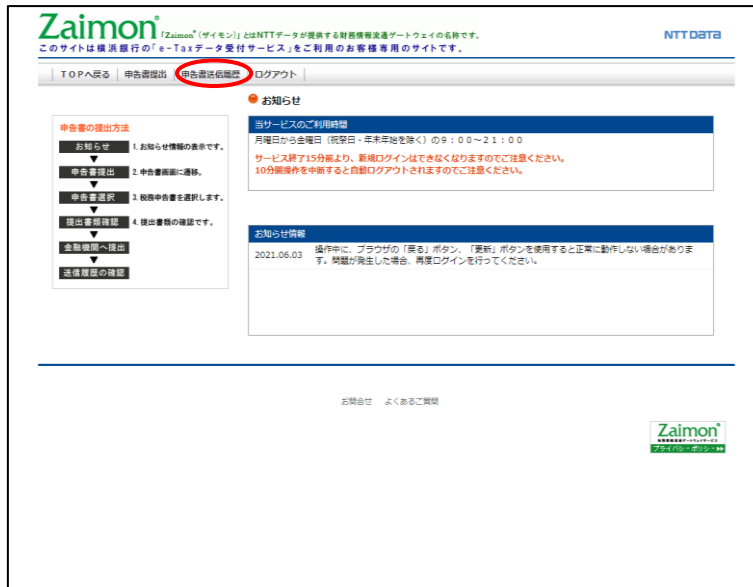 Zaimon® 「Zaimon®(ザイモン)」とはNTTデータが提供する財務情報流通ゲートウェイの名称です。
NTT DATA
このサイトは横浜銀行の「e-Taxデータ受付サービス」をご利用のお客様専用のサイトです。
TOPへ戻る 申告書提出 申告書送信履歴 ログアウト
お知らせ
申告書の提出方法
お知らせ 1. お知らせ情報の表示です。
▼
申告書提出 2. 申告書画面に遷移。
▼
申告書選択 3. 税務申告書を選択します。
▼
提出書類確認 4. 提出書類の確認です。
▼
金融機関へ提出
▼
送信履歴の確認
当サービスのご利用時間
月曜日から金曜日(祝祭日・年末年始を除く)の9:00~21:00
サービス終了15分前より、新規ログインはできなくなりますのでご注意ください。
10分間操作を中断すると自動ログアウトされますのでご注意ください。
お知らせ情報
2021.06.03 操作中に、ブラウザの「戻る」ボタン、「更新」ボタンを使用すると正常に動作しない場合がありま
す。問題が発生した場合、再度ログインを行ってください。
お問合せ よくあるご質問
Zaimon®
プライバシ・ポリシ